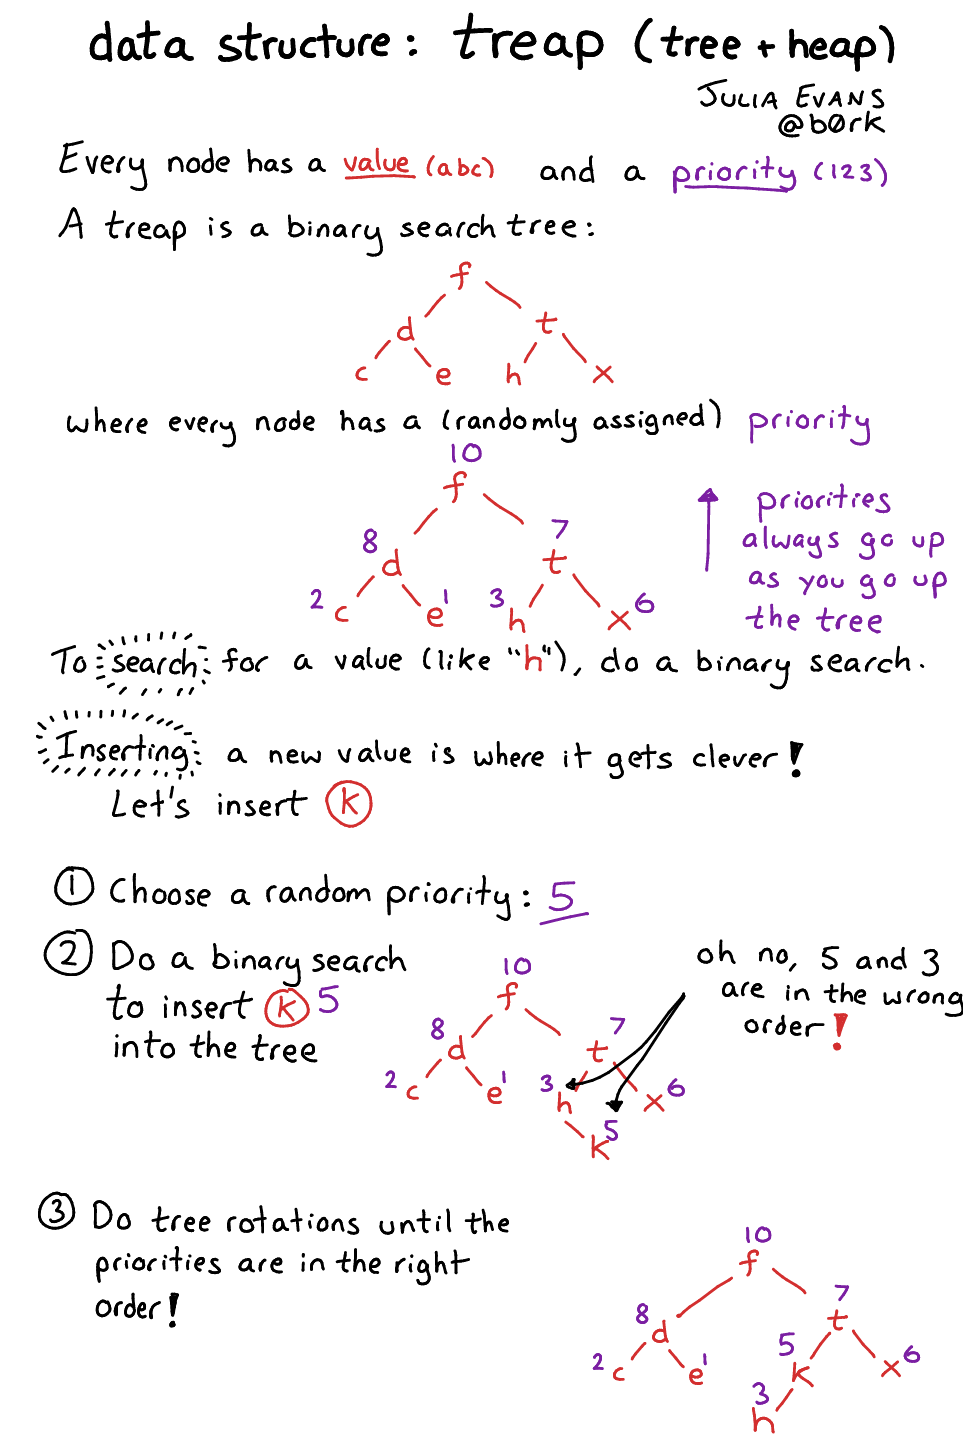 data structure: treap (tree + heap)
JULIA EVANS
@b0rk
Every node has a value (abc) and a priority (123)
A treap is a binary search tree:
f
d t
c e h x
where every node has a (randomly assigned) priority
10
f
8 7
d t
2 c e 1 3 h x 6
priorities
always go up
as you go up
the tree
To search for a value (like "h"), do a binary search.
Inserting a new value is where it gets clever!
Let's insert k
1 Choose a random priority: 5
2 Do a binary search
to insert k 5
into the tree
10
f
8 7
d t
2 c e 1 3 h x 6
5
k
oh no, 5 and 3
are in the wrong
order!
3 Do tree rotations until the
priorities are in the right
order!
10
f
8 7
d t
2 c e 1 5 k x 6
3
h